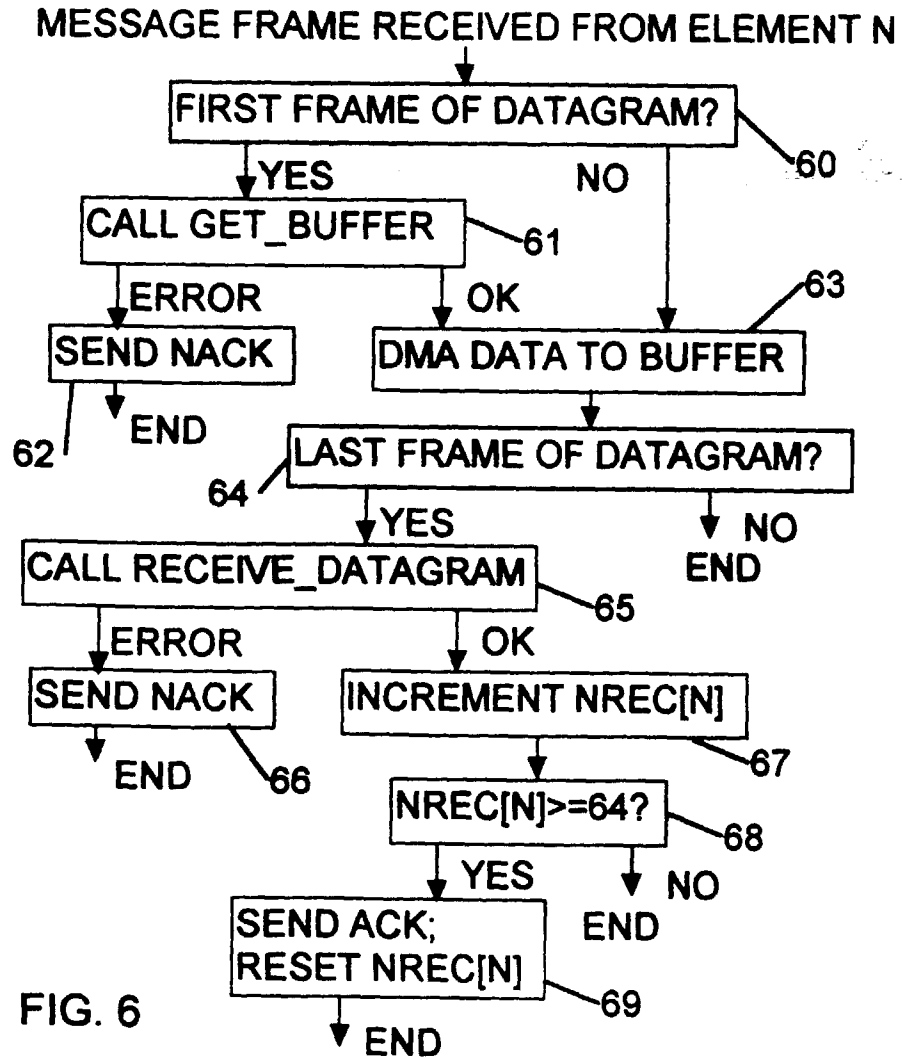 MESSAGE FRAME RECEIVED FROM ELEMENT N
FIRST FRAME OF DATAGRAM?
60
YES
NO
CALL GET_BUFFER
61
ERROR
OK
63
SEND NACK
DMA DATA TO BUFFER
62
END
LAST FRAME OF DATAGRAM?
64
YES
NO
END
CALL RECEIVE_DATAGRAM
65
ERROR
OK
SEND NACK
INCREMENT NREC[N]
END
66
67
NREC[N]>=64?
68
YES
NO
END
SEND ACK;
RESET NREC[N]
69
FIG. 6
END